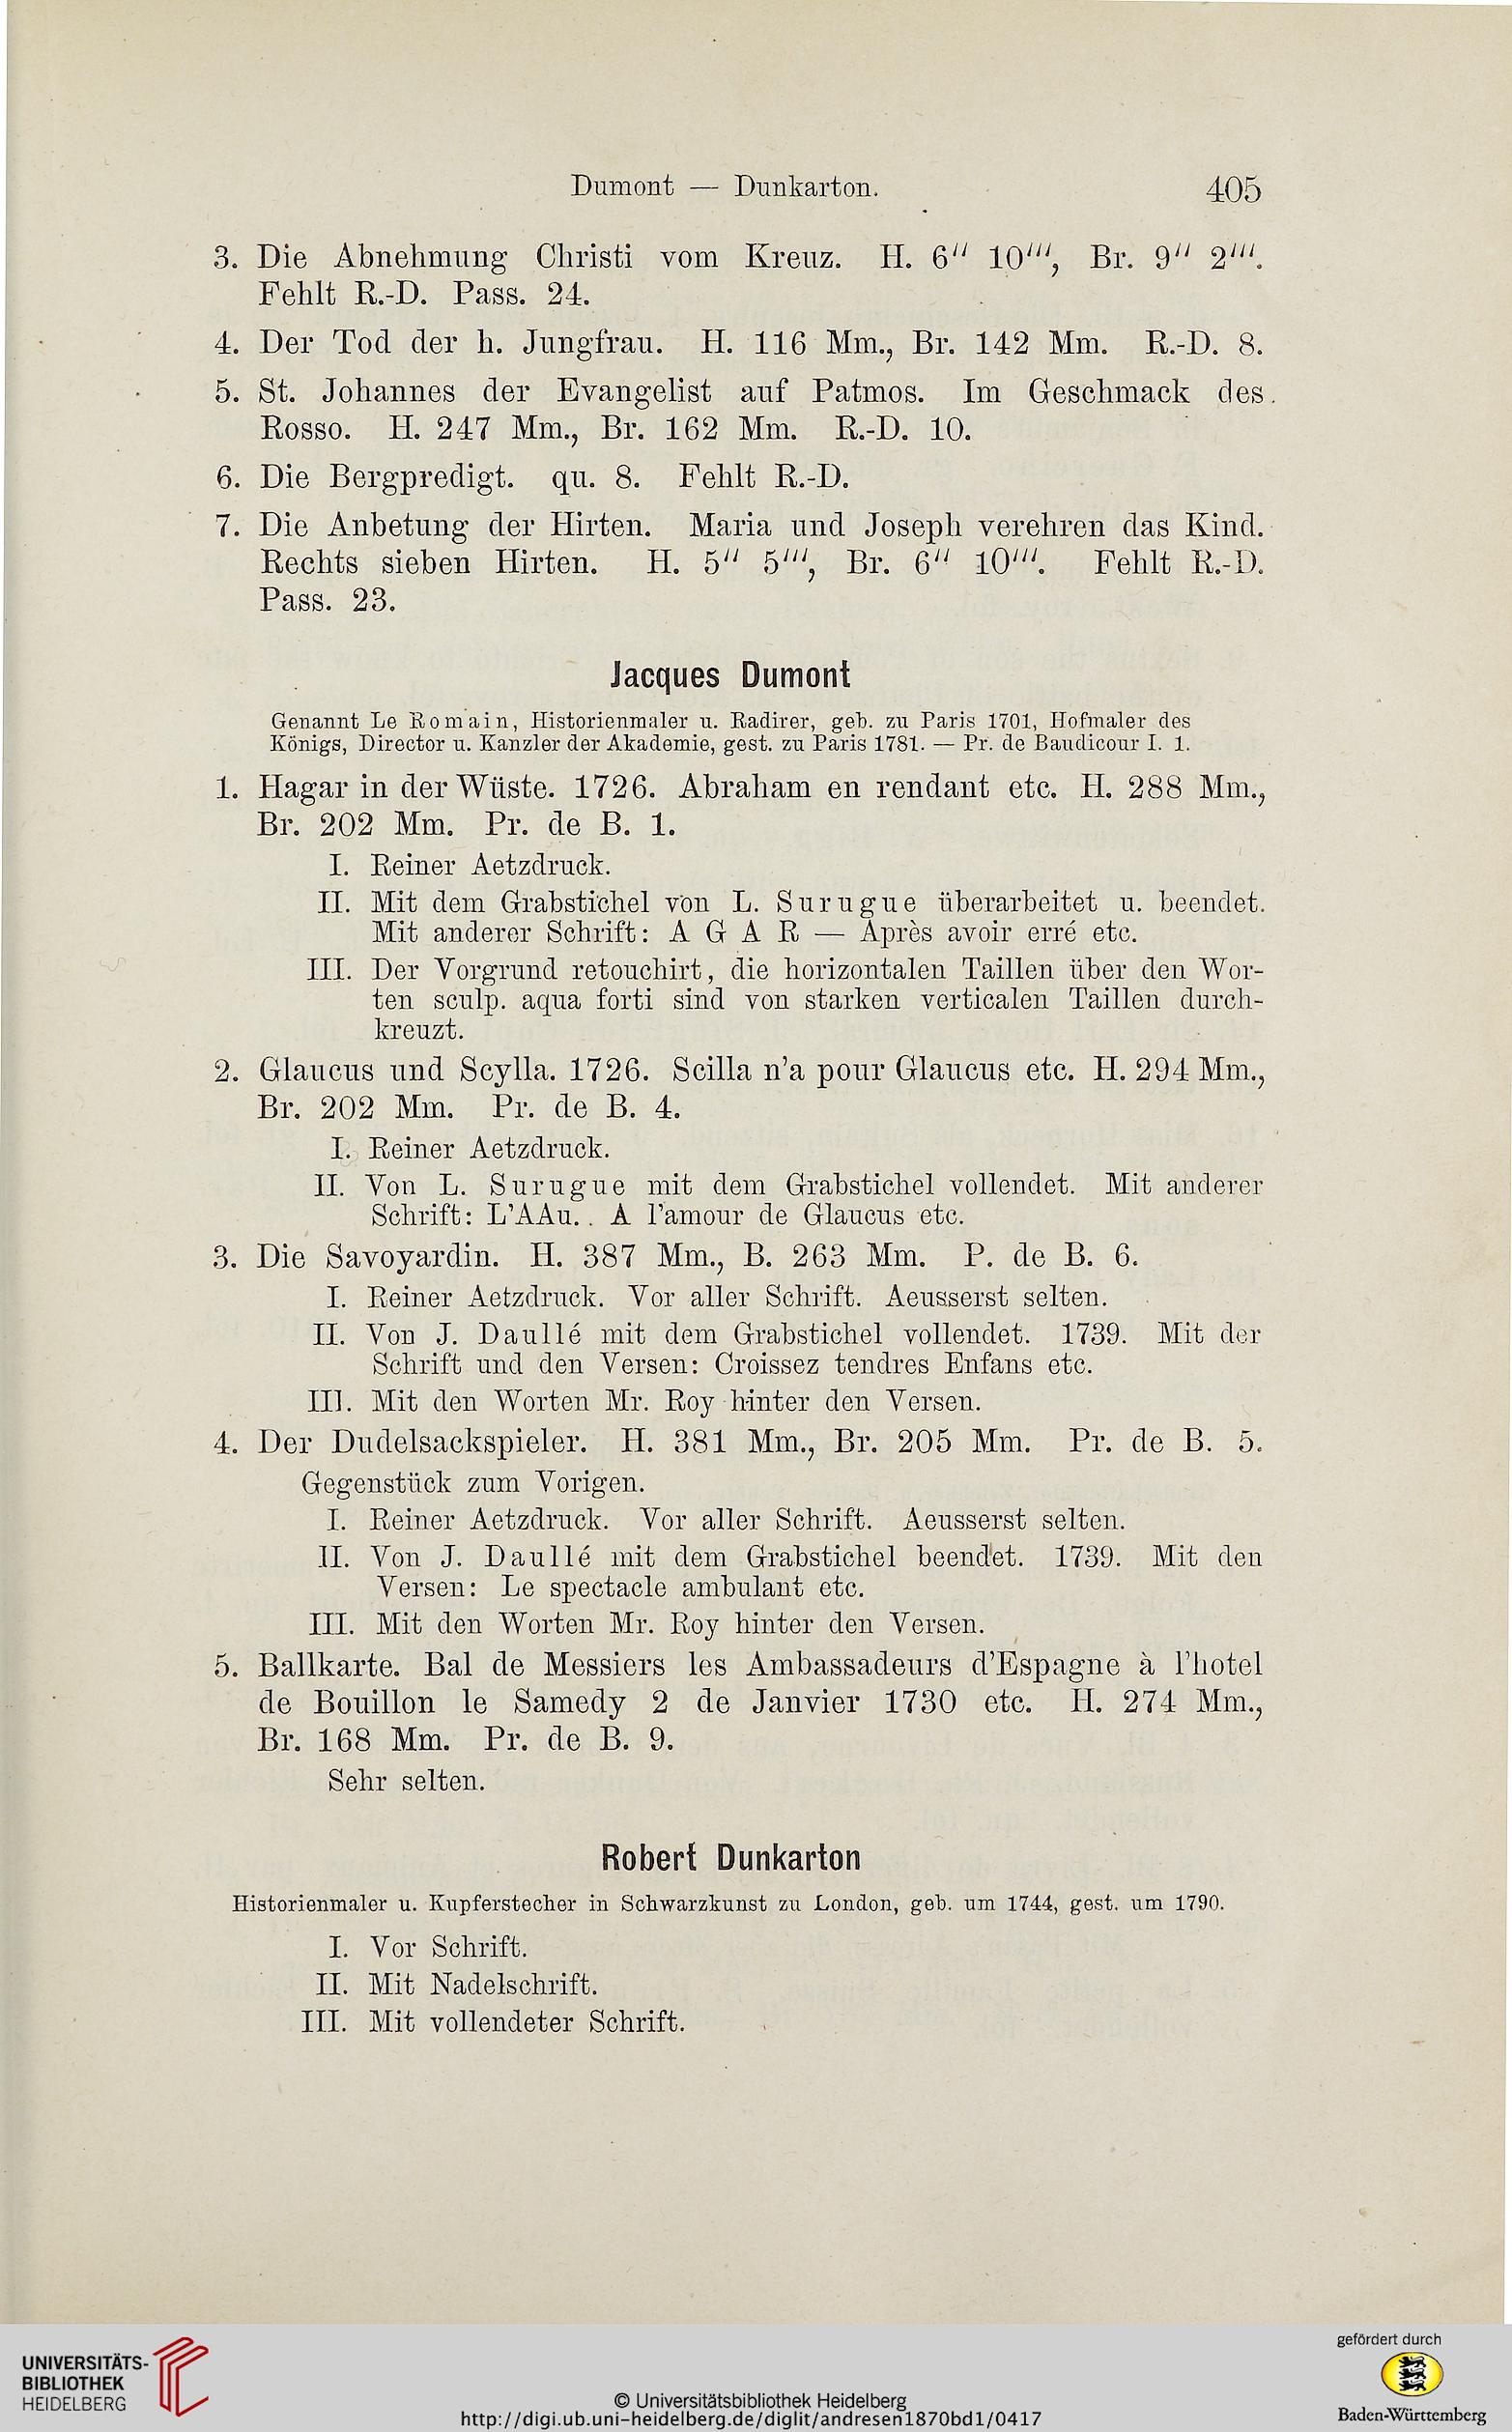 Dumont — Dunkarton. 405
3. Die Abnehmung Christi vom Kreuz. H. 6" 10"', Br. 9" 2"'.
Fehlt R.-D. Pass. 24.
4. Der Tod der h. Jungfrau. H. 116 Mm., Br. 142 Mm. R.-D. 8.
5. St. Johannes der Evangelist auf Patmos. Im Geschmack des
Rosso. H. 247 Mm., Br. 162 Mm. R.-D. 10.
6. Die Bergpredigt. qu. 8. Fehlt R.-D.
7. Die Anbetung der Hirten. Maria und Joseph verehren das Kind.
Rechts sieben Hirten. H. 5" 5"', Br. 6" 10"'. Fehlt R.-D.
Pass. 23.
Jacques Dumont
Genannt Le Romain, Historienmaler u. Radirer, geb. zu Paris 1701, Hofmaler des
Königs, Director u. Kanzler der Akademie, gest. zu Paris 1781. — Pr. de Baudicour I. 1.
1. Hagar in der Wüste. 1726. Abraham en rendant etc. H. 288 Mm.,
Br. 202 Mm. Pr. de B. 1.
I. Reiner Aetzdruck.
II. Mit dem Grabstichel von L. Surugue überarbeitet u. beendet.
Mit anderer Schrift: A G A R — Après avoir erré etc.
III. Der Vorgrund retouchirt, die horizontalen Taillen über den Wor-
ten sculp. aqua forti sind von starken verticalen Taillen durch-
kreuzt.
2. Glaucus und Scylla. 1726. Scilla n'a pour Glaucus etc. H. 294 Mm.,
Br. 202 Mm. Pr. de B. 4.
I. Reiner Aetzdruck.
II. Von L. Surugue mit dem Grabstichel vollendet. Mit anderer
Schrift: L'AAu.. A l'amour de Glaucus etc.
3. Die Savoyardin. H. 387 Mm., B. 263 Mm. P. de B. 6.
I. Reiner Aetzdruck. Vor aller Schrift. Aeusserst selten.
II. Von J. Daullé mit dem Grabstichel vollendet. 1739. Mit der
Schrift und den Versen: Croissez tendres Enfans etc.
III. Mit den Worten Mr. Roy hinter den Versen.
4. Der Dudelsackspieler. H. 381 Mm., Br. 205 Mm. Pr. de B. 5.
Gegenstück zum Vorigen.
I. Reiner Aetzdruck. Vor aller Schrift. Aeusserst selten.
II. Von J. Daullé mit dem Grabstichel beendet. 1739. Mit den
Versen: Le spectacle ambulant etc.
III. Mit den Worten Mr. Roy hinter den Versen.
5. Ballkarte. Bal de Messiers les Ambassadeurs d'Espagne à l'hotel
de Bouillon le Samedy 2 de Janvier 1730 etc. H. 274 Mm.,
Br. 168 Mm. Pr. de B. 9.
Sehr selten.
Robert Dunkarton
Historienmaler u. Kupferstecher in Schwarzkunst zu London, geb. um 1744, gest. um 1790.
I. Vor Schrift.
II. Mit Nadelschrift.
III. Mit vollendeter Schrift.
UNIVERSITÄTS-
BIBLIOTHEK
HEIDELBERG
© Universitätsbibliothek Heidelberg
http://digi.ub.uni-heidelberg.de/diglit/andresen1870bd1/0417
gefördert durch
Baden-Württemberg